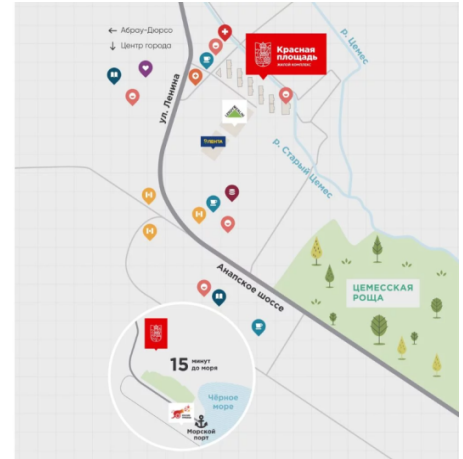 ← Абрау-Дюрсо
↓ Центр города
р. Цемес
Красная
площадь
ЖИЛОЙ КОМПЛЕКС
ул. Ленина
ЛЕНТА
р. Старый Цемес
Анапское шоссе
ЦЕМЕССКАЯ
РОЩА
15 минут
до моря
Чёрное
море
Морской
порт